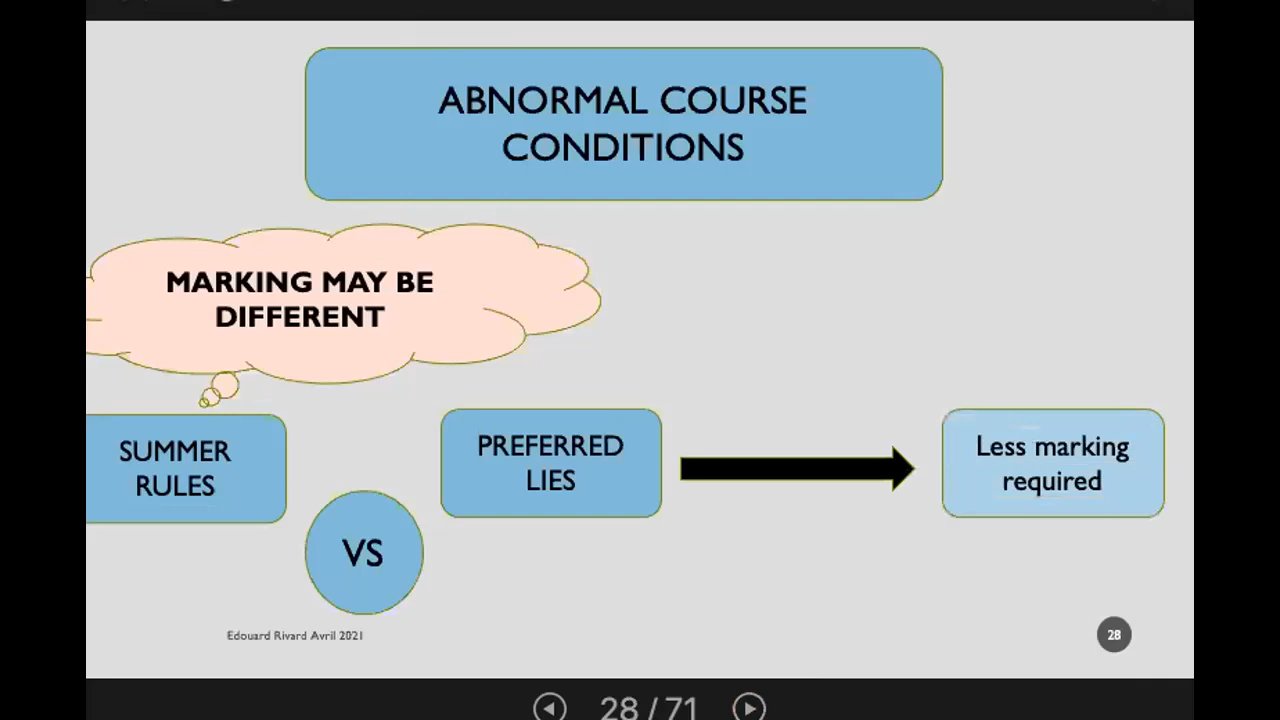 ABNORMAL COURSE
CONDITIONS
MARKING MAY BE
DIFFERENT
SUMMER
RULES
VS
PREFERRED
LIES
Less marking
required
Edouard Rivard Avril 2021
28
28 / 71